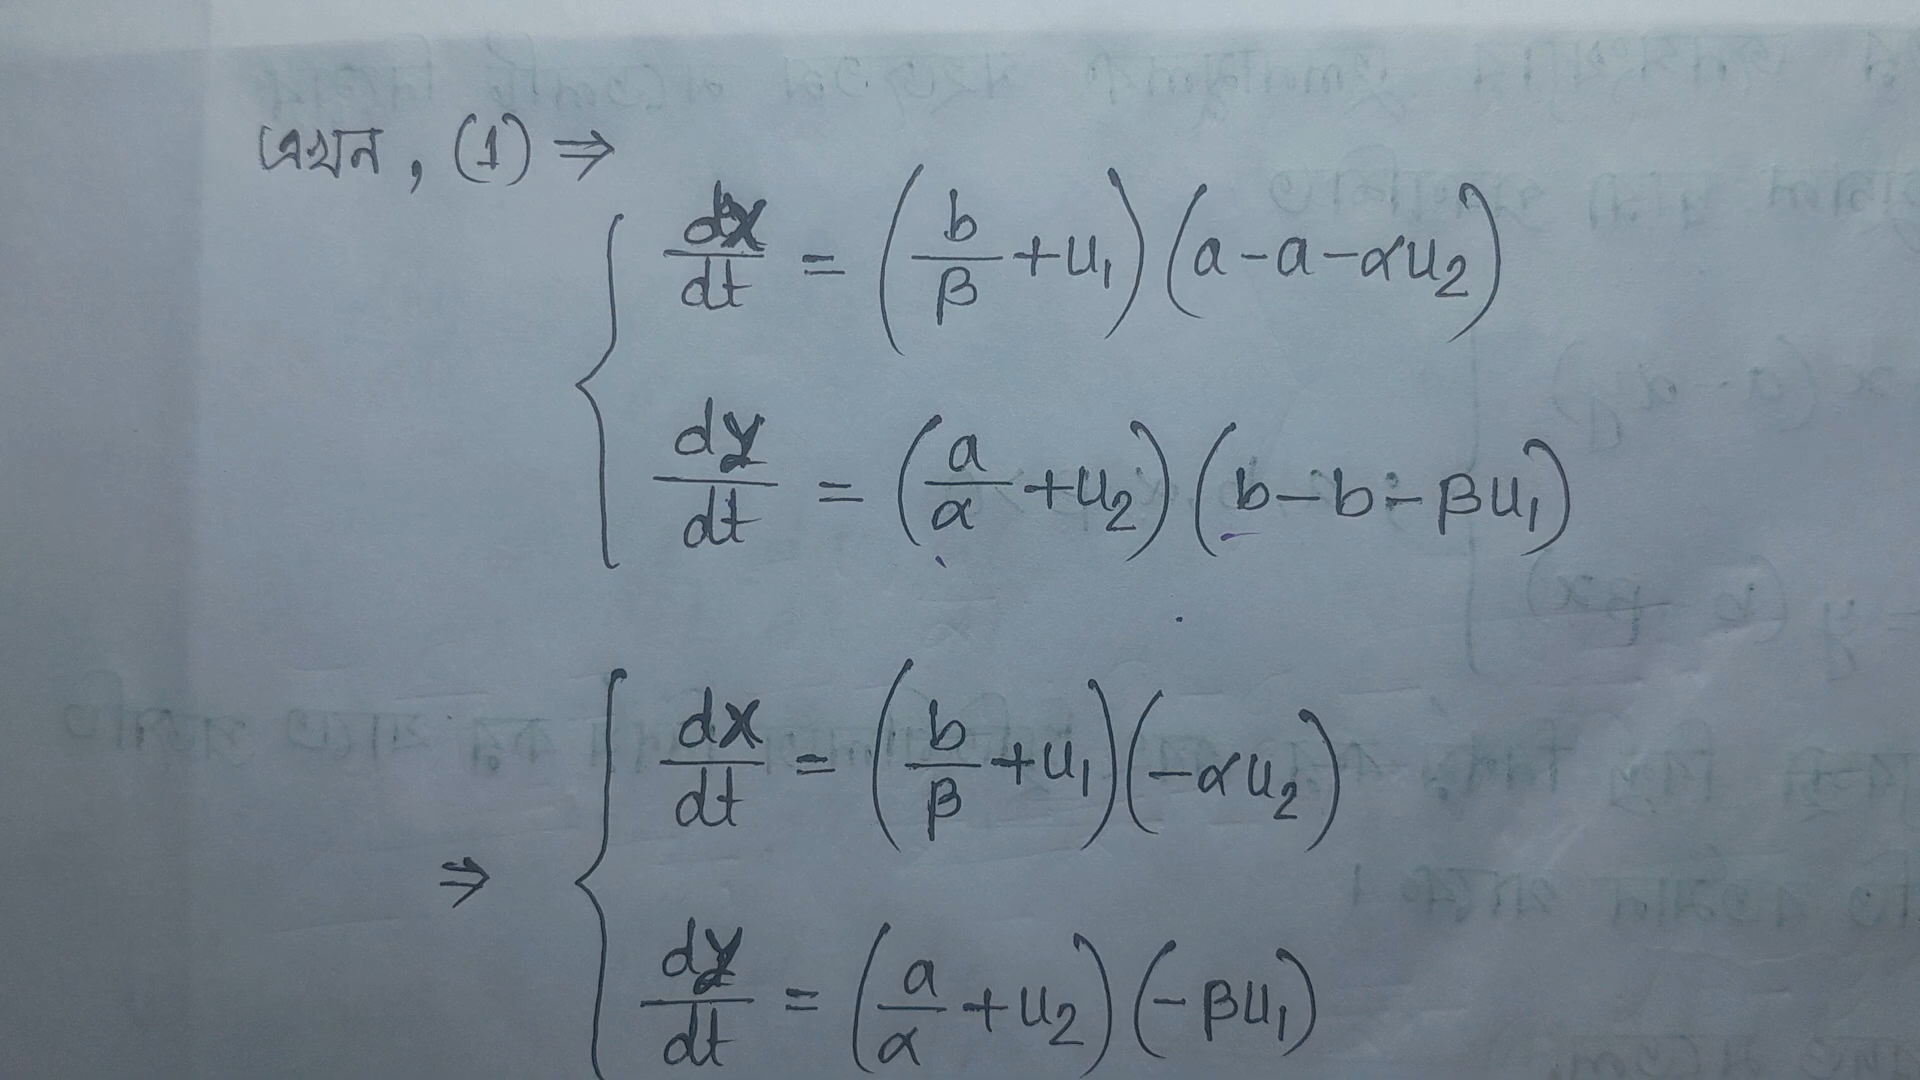 এখন, (1) ⇒
dx/dt = (b/β + u₁) (a - a - αu₂)
dy/dt = (a/α + u₂) (b - b - βu₁)
dx/dt = (b/β + u₁) (-αu₂)
⇒
dy/dt = (a/α + u₂) (-βu₁)